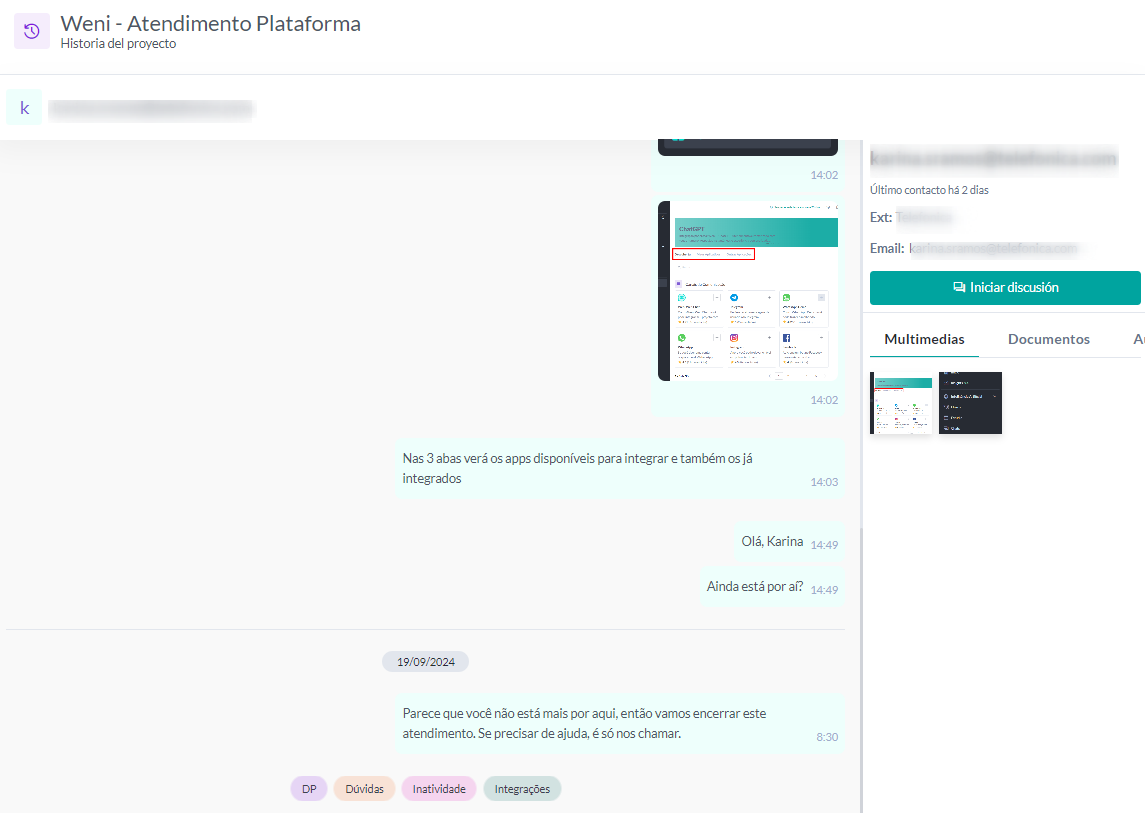 Weni - Atendimento Plataforma
Historia del proyecto
k
14:02
ChatGPT
14:02
Nas 3 abas verá os apps disponíveis para integrar e também os já
integrados
14:03
Olá, Karina
14:49
Ainda está por aí?
14:49
19/09/2024
Parece que você não está mais por aqui, então vamos encerrar este
atendimento. Se precisar de ajuda, é só nos chamar.
8:30
DP
Dúvidas
Inatividade
Integrações
Último contacto há 2 dias
Ext:
Email:
Iniciar discusión
Multimedias
Documentos